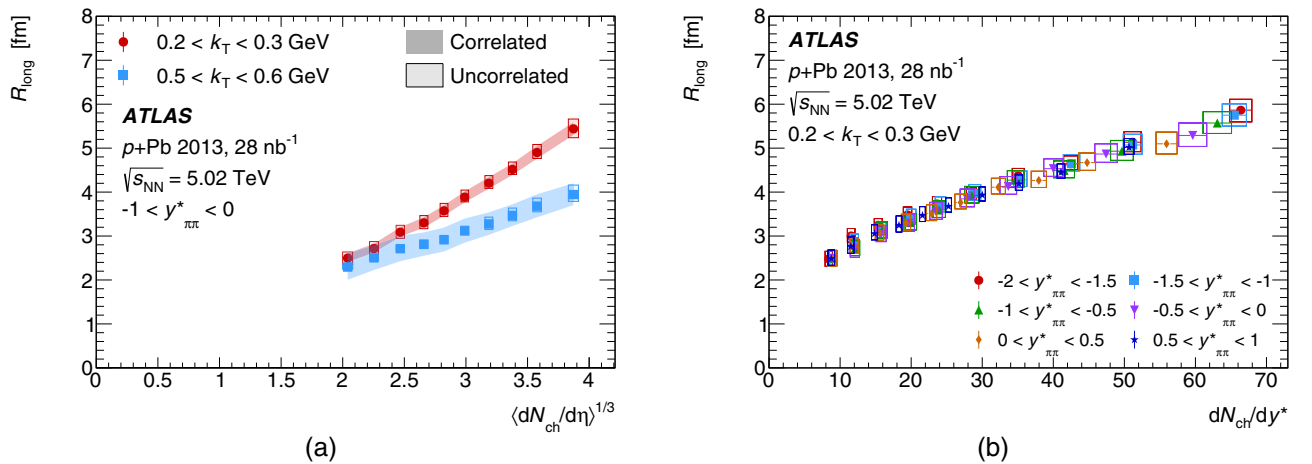 R_long [fm]
8
7
6
5
4
3
2
1
0
0.2 < k_T < 0.3 GeV
0.5 < k_T < 0.6 GeV
Correlated
Uncorrelated
ATLAS
p+Pb 2013, 28 nb⁻¹
√s_NN = 5.02 TeV
-1 < y*_ππ < 0
0 0.5 1 1.5 2 2.5 3 3.5 4
⟨dN_ch/dη⟩^1/3
(a)
R_long [fm]
8
7
6
5
4
3
2
1
0
ATLAS
p+Pb 2013, 28 nb⁻¹
√s_NN = 5.02 TeV
0.2 < k_T < 0.3 GeV
-2 < y*_ππ < -1.5 -1.5 < y*_ππ < -1
-1 < y*_ππ < -0.5 -0.5 < y*_ππ < 0
0 < y*_ππ < 0.5 0.5 < y*_ππ < 1
0 10 20 30 40 50 60 70
dN_ch/dy*
(b)